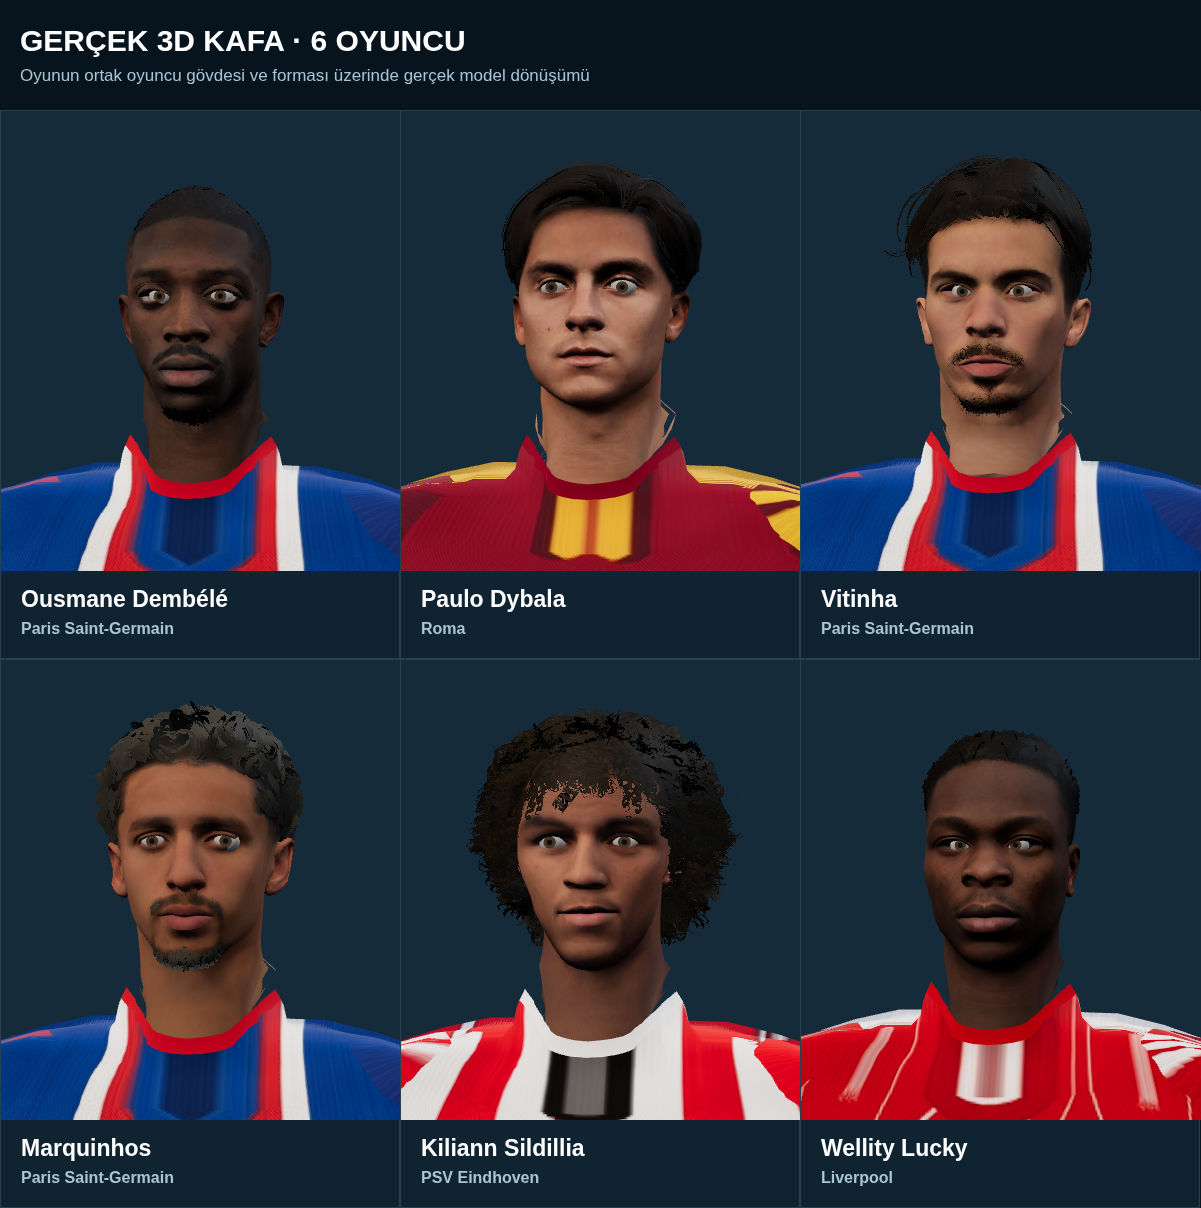 GERÇEK 3D KAFA · 6 OYUNCU
Oyunun ortak oyuncu gövdesi ve forması üzerinde gerçek model dönüşümü
Ousmane Dembélé
Paris Saint-Germain
Paulo Dybala
Roma
Vitinha
Paris Saint-Germain
Marquinhos
Paris Saint-Germain
Kiliann Sildillia
PSV Eindhoven
Wellity Lucky
Liverpool